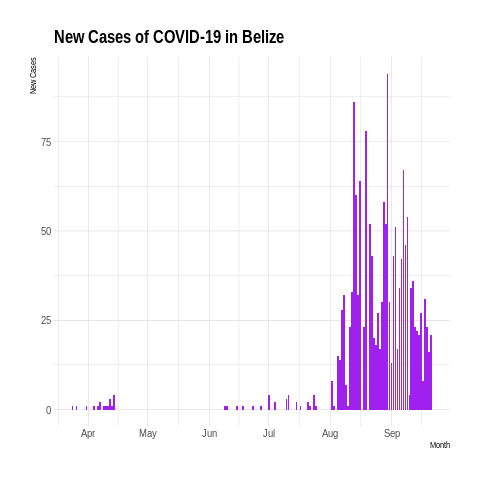 New Cases of COVID-19 in Belize
New Cases
75
50
25
0
Apr May Jun Jul Aug Sep
Month